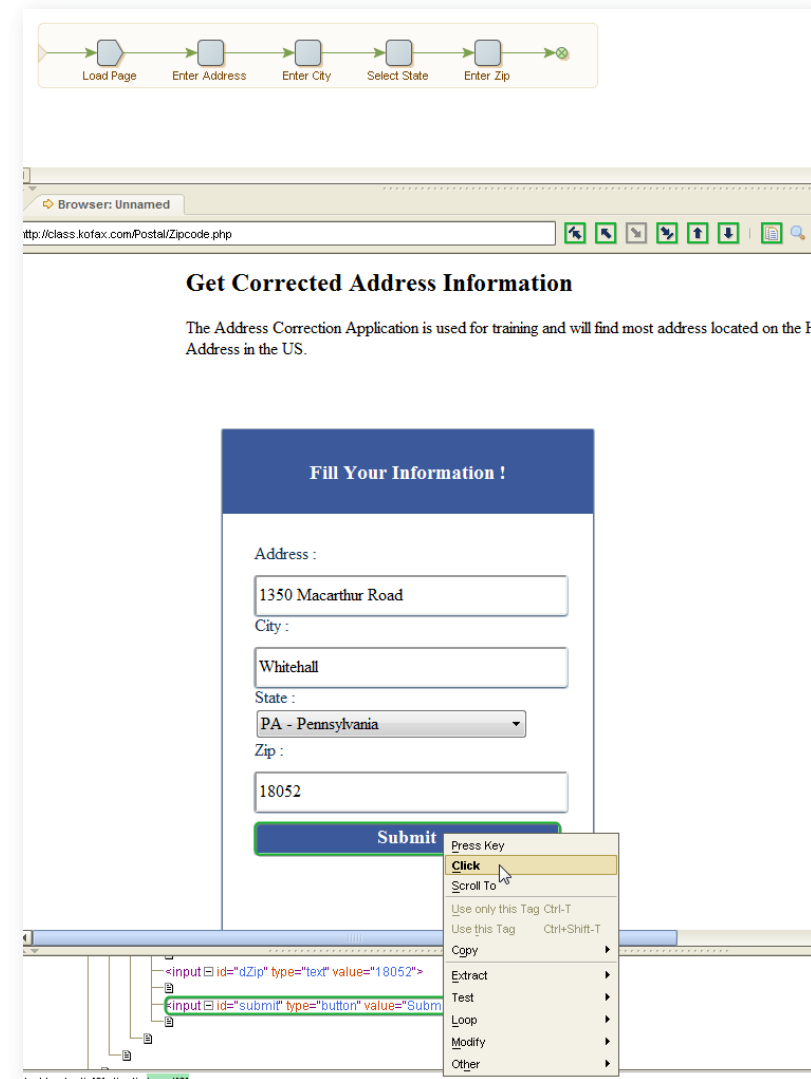 Load Page Enter Address Enter City Select State Enter Zip
Browser: Unnamed
http://class.kofax.com/Postal/Zipcode.php
Get Corrected Address Information
The Address Correction Application is used for training and will find most address located on the
Address in the US.
Fill Your Information !
Address :
1350 Macarthur Road
City :
Whitehall
State :
PA - Pennsylvania
Zip :
18052
Submit
Press Key
Click
Scroll To
Use only this Tag Ctrl-T
Use this Tag Ctrl+Shift-T
Copy
Extract
Test
Loop
Modify
Other
<input id="dZip" type="text" value="18052">
<input id="submit" type="button" value="Subm